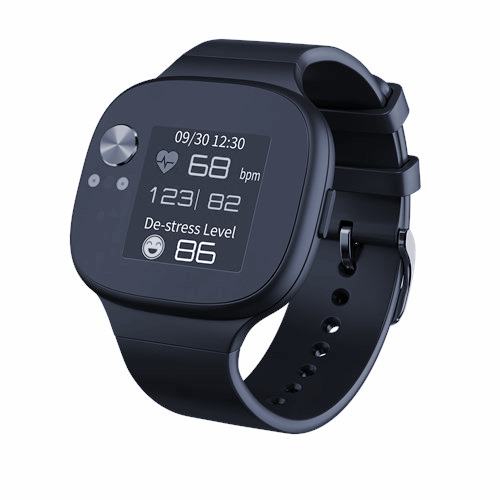 09/30 12:30
68 bpm
123| 82
De-stress Level
86